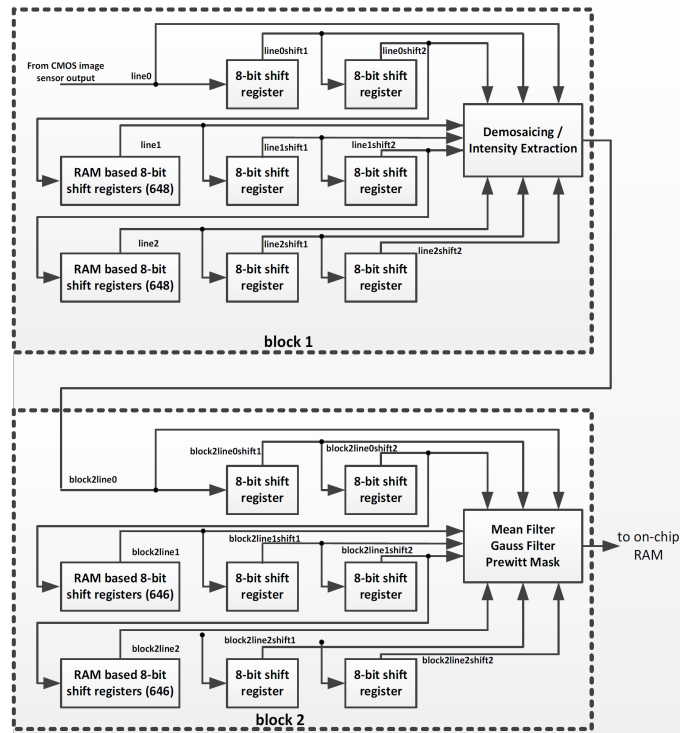 line0shift1
line0shift2
From CMOS image
sensor output
line0
8-bit shift
register
8-bit shift
register
line1
line1shift1
line1shift2
Demosaicing /
Intensity Extraction
RAM based 8-bit
shift registers (648)
8-bit shift
register
8-bit shift
register
line2
line2shift1
line2shift2
RAM based 8-bit
shift registers (648)
8-bit shift
register
8-bit shift
register
block 1
block2line0shift1
block2line0shift2
block2line0
8-bit shift
register
8-bit shift
register
block2line1
block2line1shift1
block2line1shift2
Mean Filter
Gauss Filter
Prewitt Mask
to on-chip
RAM
RAM based 8-bit
shift registers (646)
8-bit shift
register
8-bit shift
register
block2line2
block2line2shift1
block2line2shift2
RAM based 8-bit
shift registers (646)
8-bit shift
register
8-bit shift
register
block 2